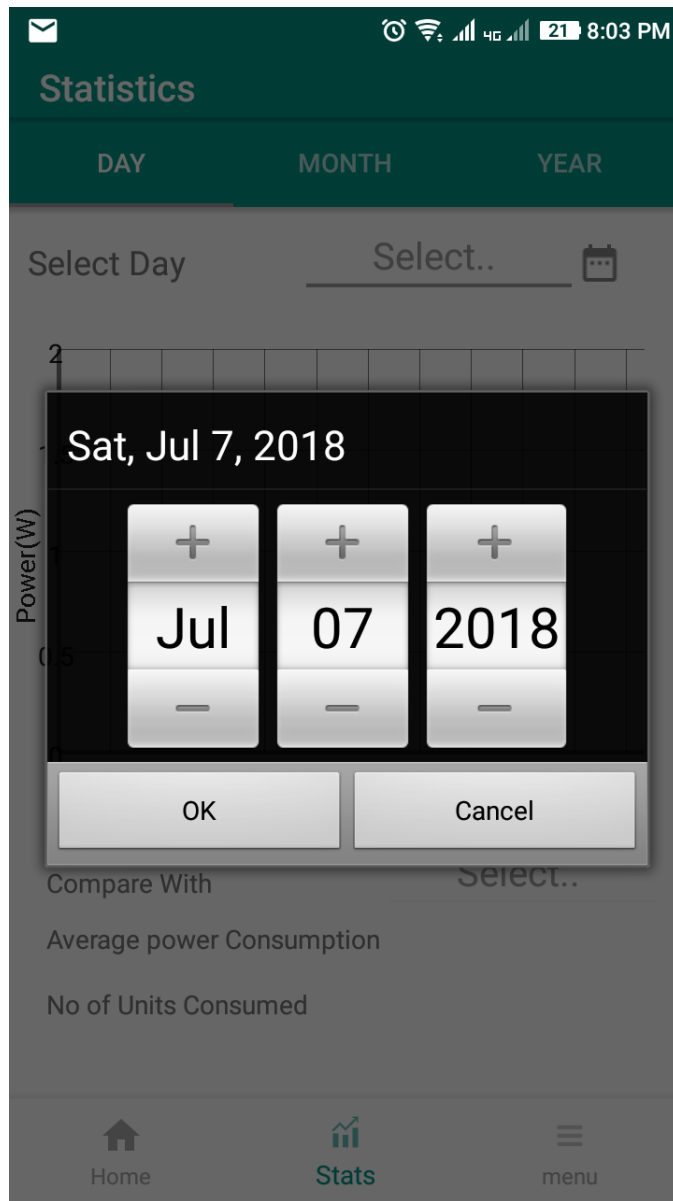 4G 21 8:03 PM
Statistics
DAY MONTH YEAR
Select Day Select..
2
Sat, Jul 7, 2018
Power(W)
1
+ + +
Jul 07 2018
0.5
- - -
0
OK Cancel
Compare With Select..
Average power Consumption
No of Units Consumed
Home Stats menu